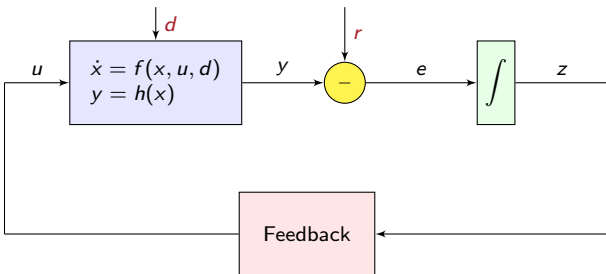 d
r
u
ẋ = f(x, u, d)
y = h(x)
y
−
e
∫
z
Feedback